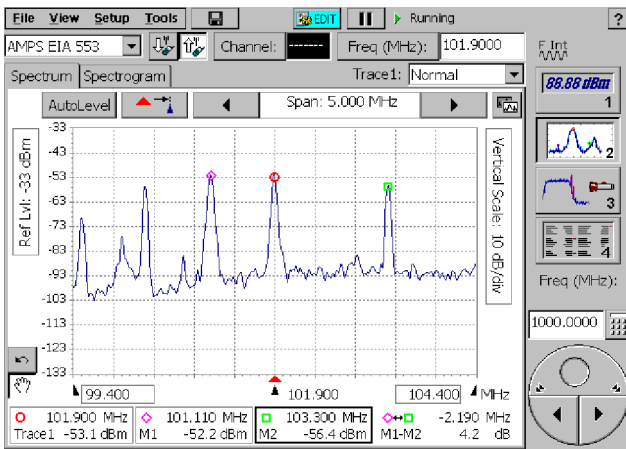 File View Setup Tools EDIT Running ?
AMPS EIA 553 Channel: ------- Freq (MHz): 101.9000 F Int
Spectrum Spectrogram Trace1: Normal
AutoLevel Span: 5.000 MHz
88.88 dBm
1
2
3
4
Ref Lvl: -33 dBm
-33
-43
-53
-63
-73
-83
-93
-103
-113
-123
-133
Vertical Scale: 10 dB/div
Freq (MHz):
1000.0000
99.400 101.900 104.400 MHz
101.900 MHz 101.110 MHz 103.300 MHz -2.190 MHz
Trace1 -53.1 dBm M1 -52.2 dBm M2 -56.4 dBm M1-M2 4.2 dB